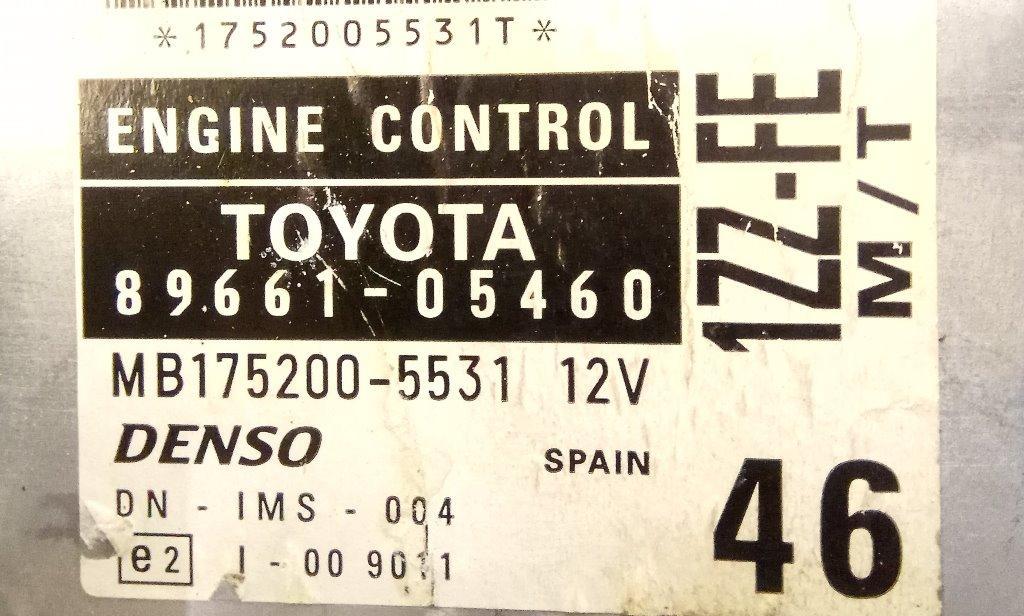 *1752005531T*
ENGINE CONTROL
TOYOTA
89661-05460
MB175200-5531 12V
DENSO
SPAIN
DN - IMS - 004
e2 I - 00 9011
1ZZ-FE
M/T
46